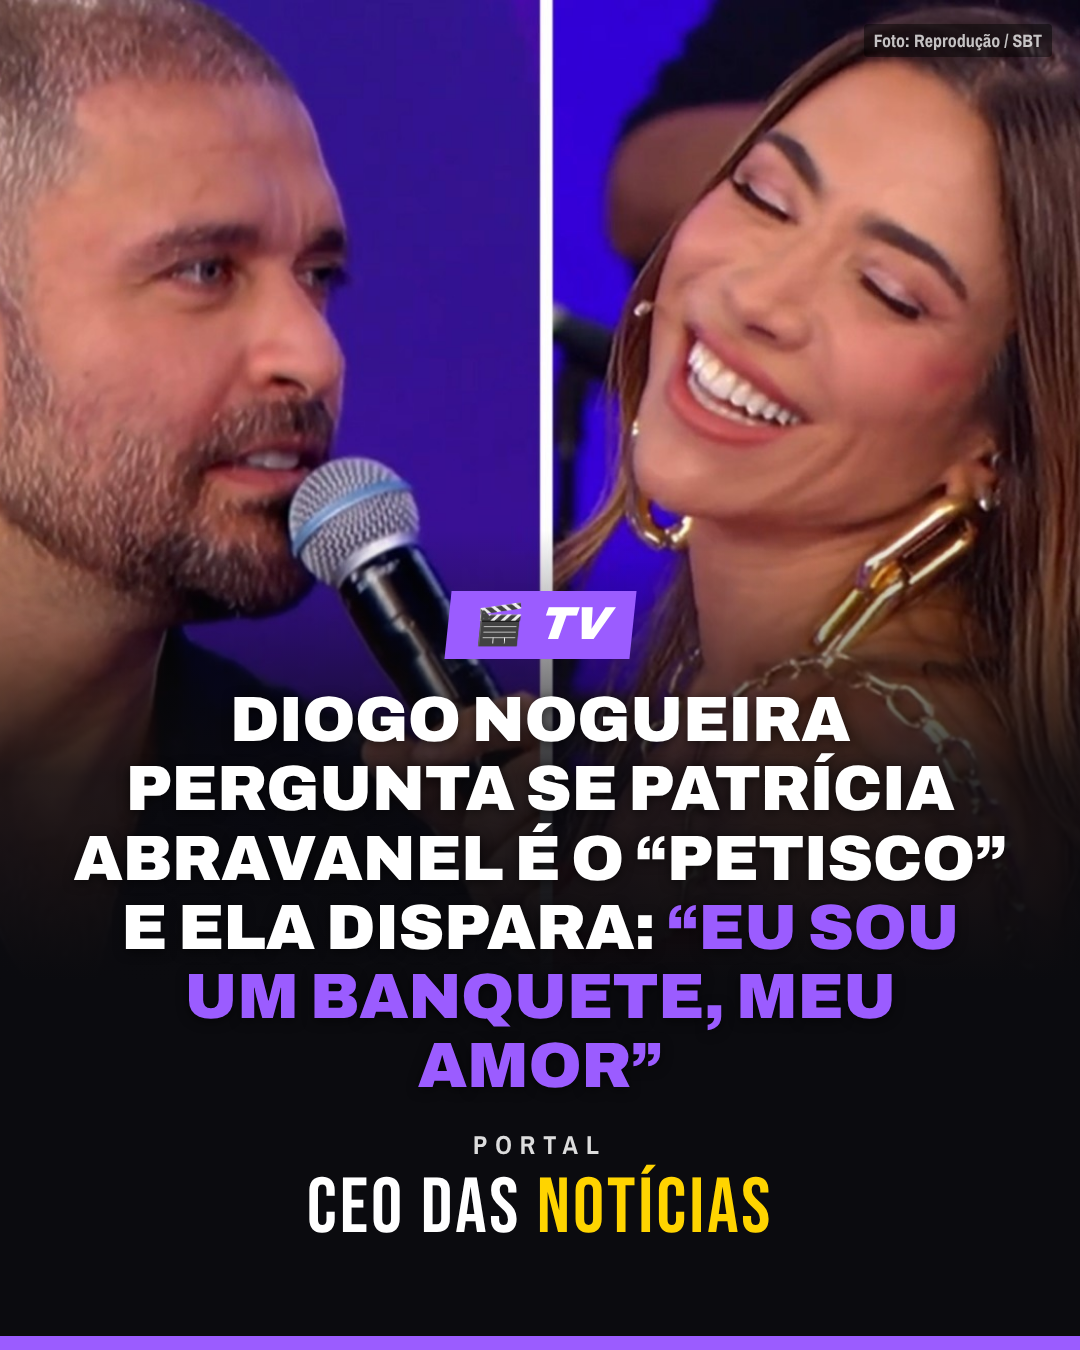 Foto: Reprodução / SBT
🎬 TV
DIOGO NOGUEIRA
PERGUNTA SE PATRÍCIA
ABRAVANEL É O “PETISCO”
E ELA DISPARA: “EU SOU
UM BANQUETE, MEU
AMOR”
PORTAL
CEO DAS NOTÍCIAS